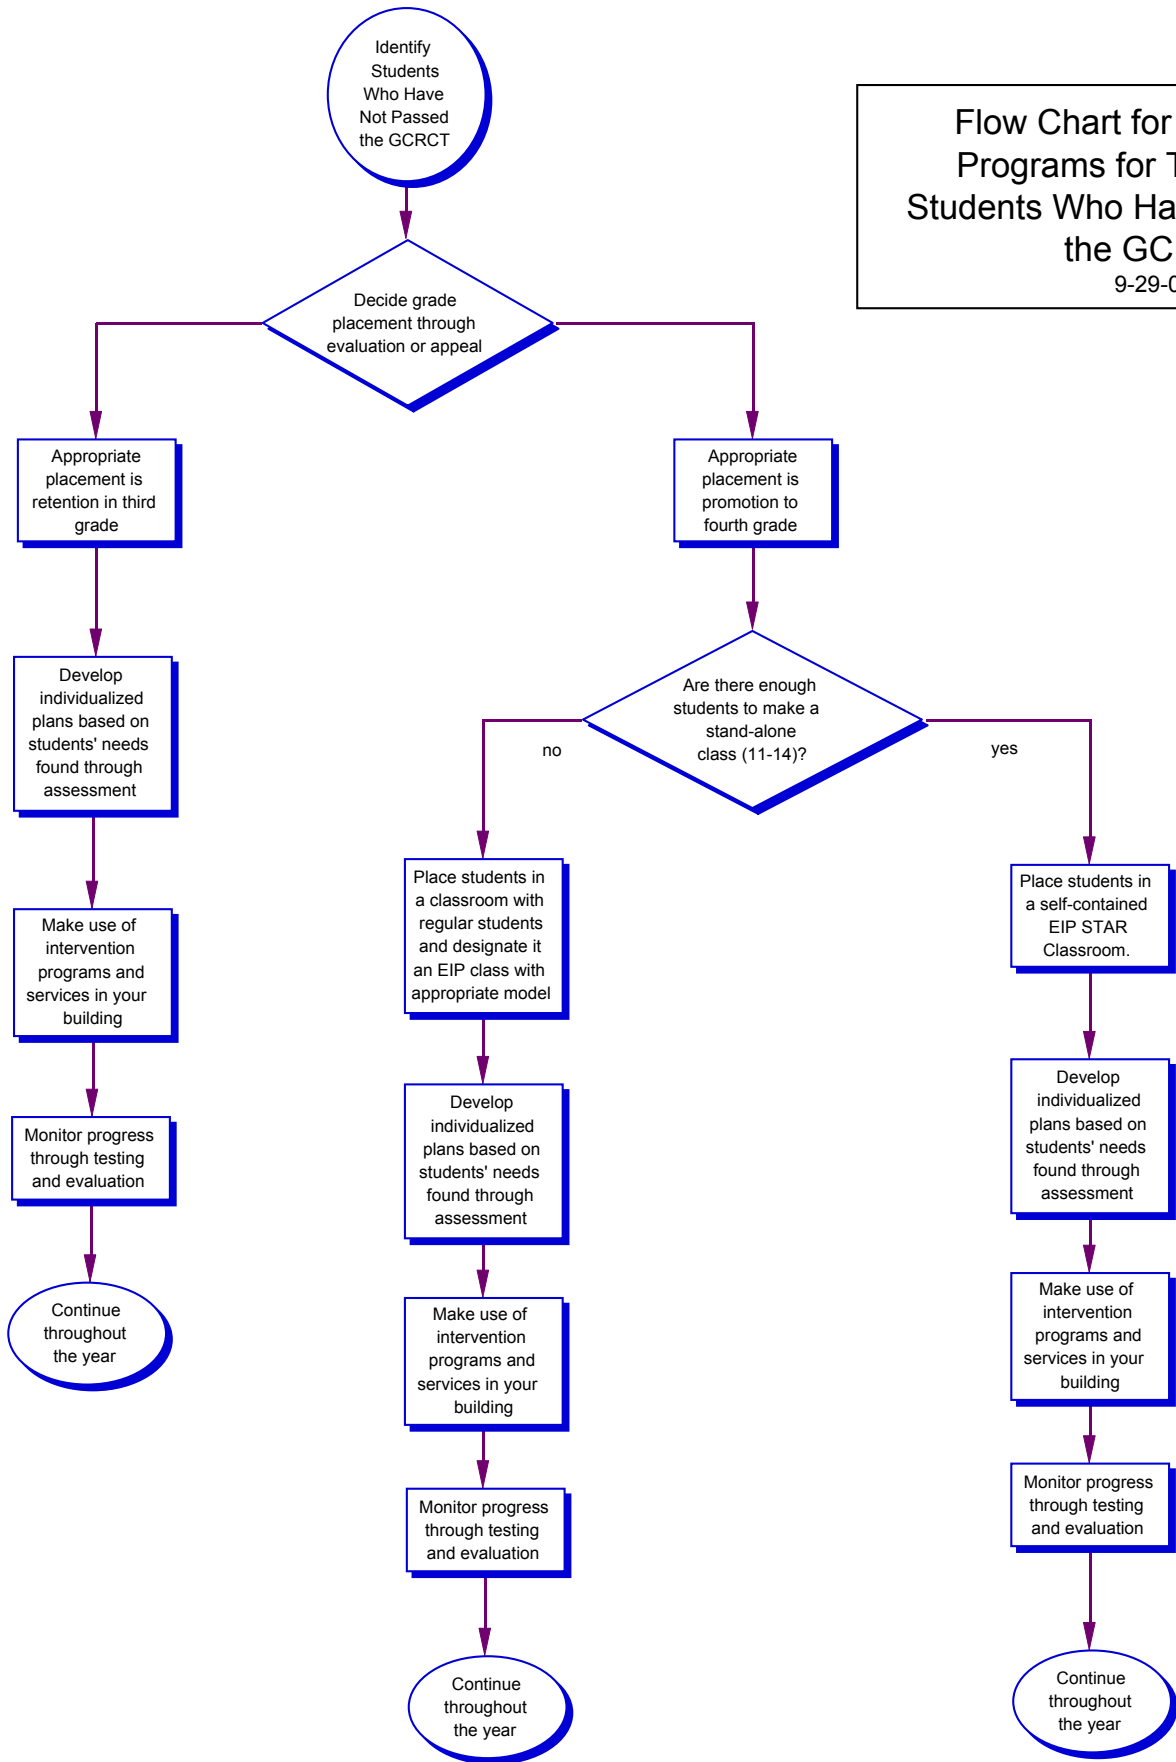 Identify
Students
Who Have
Not Passed
the GCRCT
Flow Chart for
Programs for
Students Who
the
Decide grade
placement through
evaluation or appeal
Appropriate
placement is
retention in third
grade
Appropriate
placement is
promotion to
fourth grade
Develop
individualized
plans based on
students' needs
found through
assessment
Are there enough
students to make a
stand-alone
class (11-14)?
no
yes
Make use of
intervention
programs and
services in your
building
Place students in
a classroom with
regular students
and designate it
an EIP class with
appropriate model
Place students in
a self-contained
EIP STAR
Classroom.
Monitor progress
through testing
and evaluation
Develop
individualized
plans based on
students' needs
found through
assessment
Develop
individualized
plans based on
students' needs
found through
assessment
Continue
throughout
the year
Make use of
intervention
programs and
services in your
building
Make use of
intervention
programs and
services in your
building
Monitor progress
through testing
and evaluation
Monitor progress
through testing
and evaluation
Continue
throughout
the year
Continue
throughout
the year